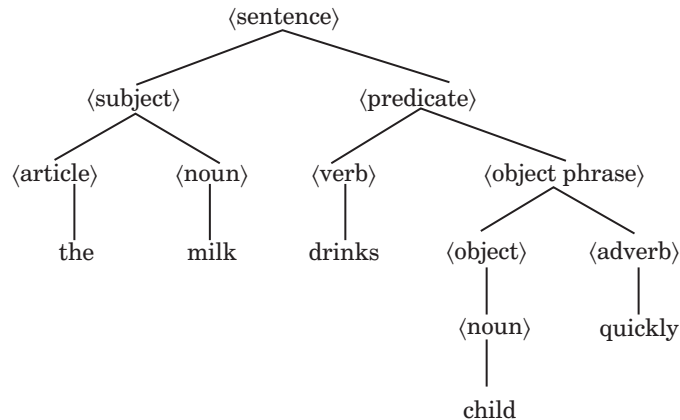 ⟨sentence⟩
⟨subject⟩ ⟨predicate⟩
⟨article⟩ ⟨noun⟩ ⟨verb⟩ ⟨object phrase⟩
the milk drinks ⟨object⟩ ⟨adverb⟩
⟨noun⟩ quickly
child